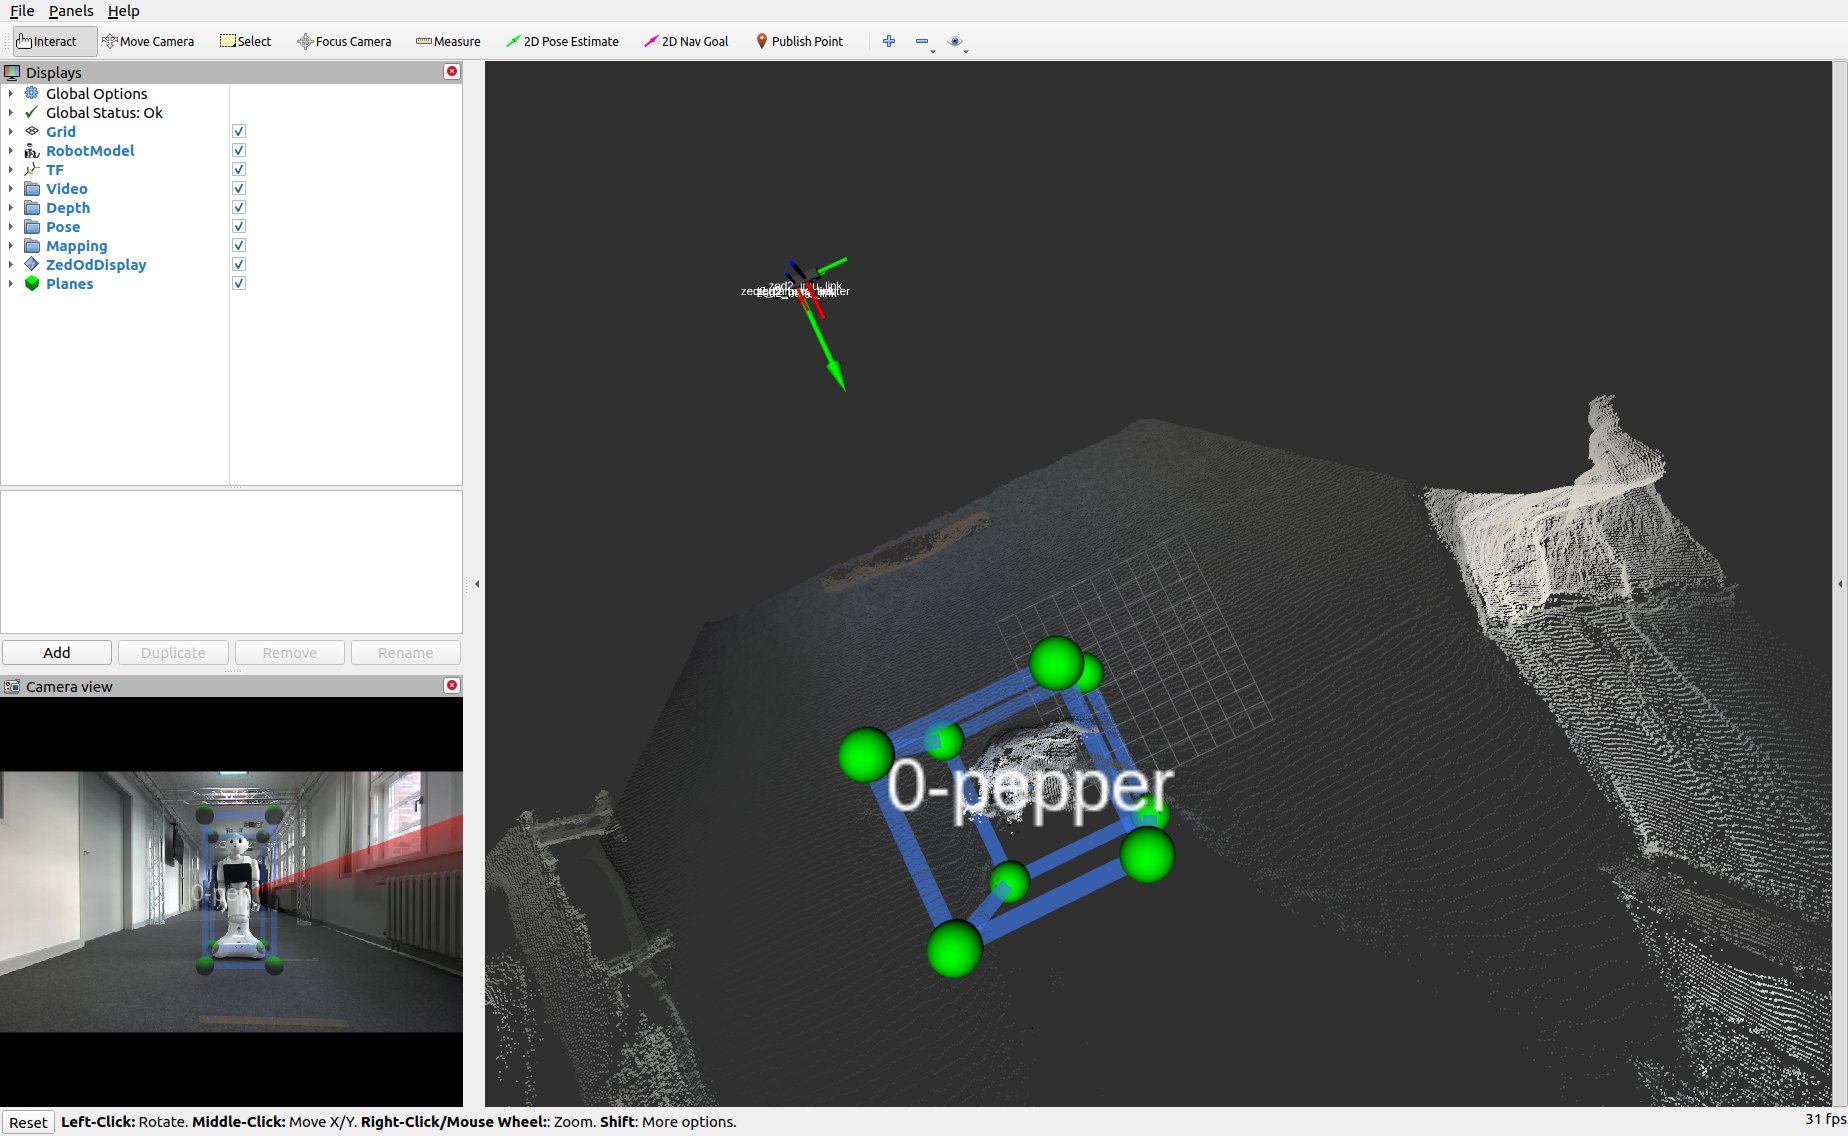 File Panels Help
Interact Move Camera Select Focus Camera Measure 2D Pose Estimate 2D Nav Goal Publish Point
Displays
Global Options
Global Status: Ok
Grid
RobotModel
TF
Video
Depth
Pose
Mapping
ZedOdDisplay
Planes
Add Duplicate Remove Rename
Camera view
zed2_imu_link
0-pepper
Reset Left-Click: Rotate. Middle-Click: Move X/Y. Right-Click/Mouse Wheel:: Zoom. Shift: More options.
31 fps